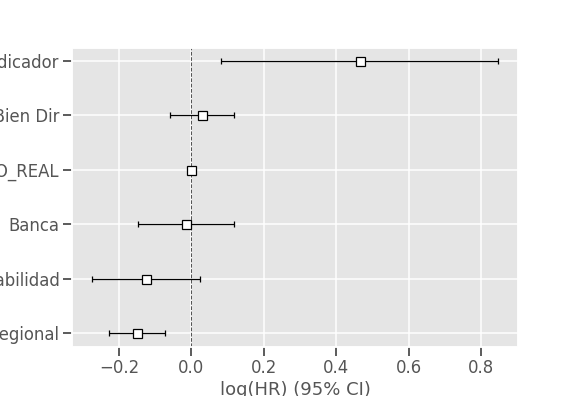 dicador
Bien Dir
O_REAL
Banca
abilidad
egional
−0.2 0.0 0.2 0.4 0.6 0.8
log(HR) (95% CI)